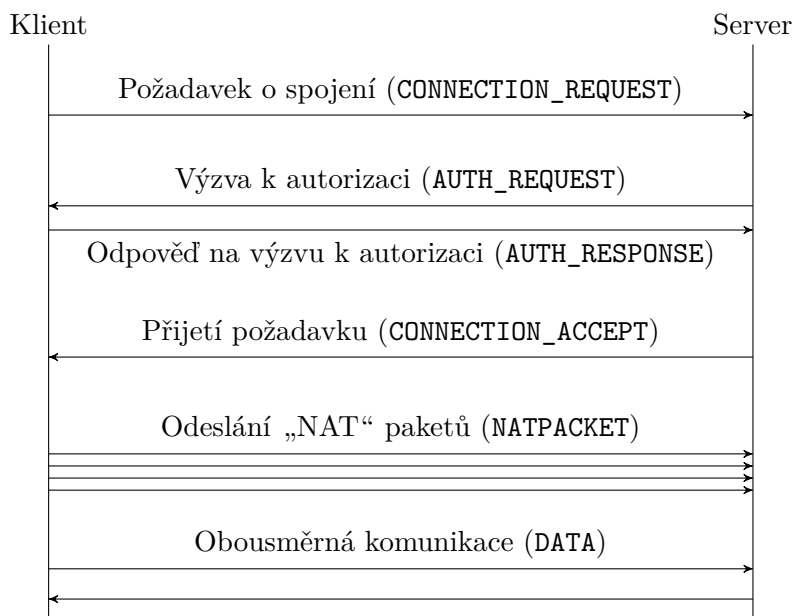 Klient
Server
Požadavek o spojení (CONNECTION_REQUEST)
Výzva k autorizaci (AUTH_REQUEST)
Odpověď na výzvu k autorizaci (AUTH_RESPONSE)
Přijetí požadavku (CONNECTION_ACCEPT)
Odeslání „NAT“ paketů (NATPACKET)
Obousměrná komunikace (DATA)